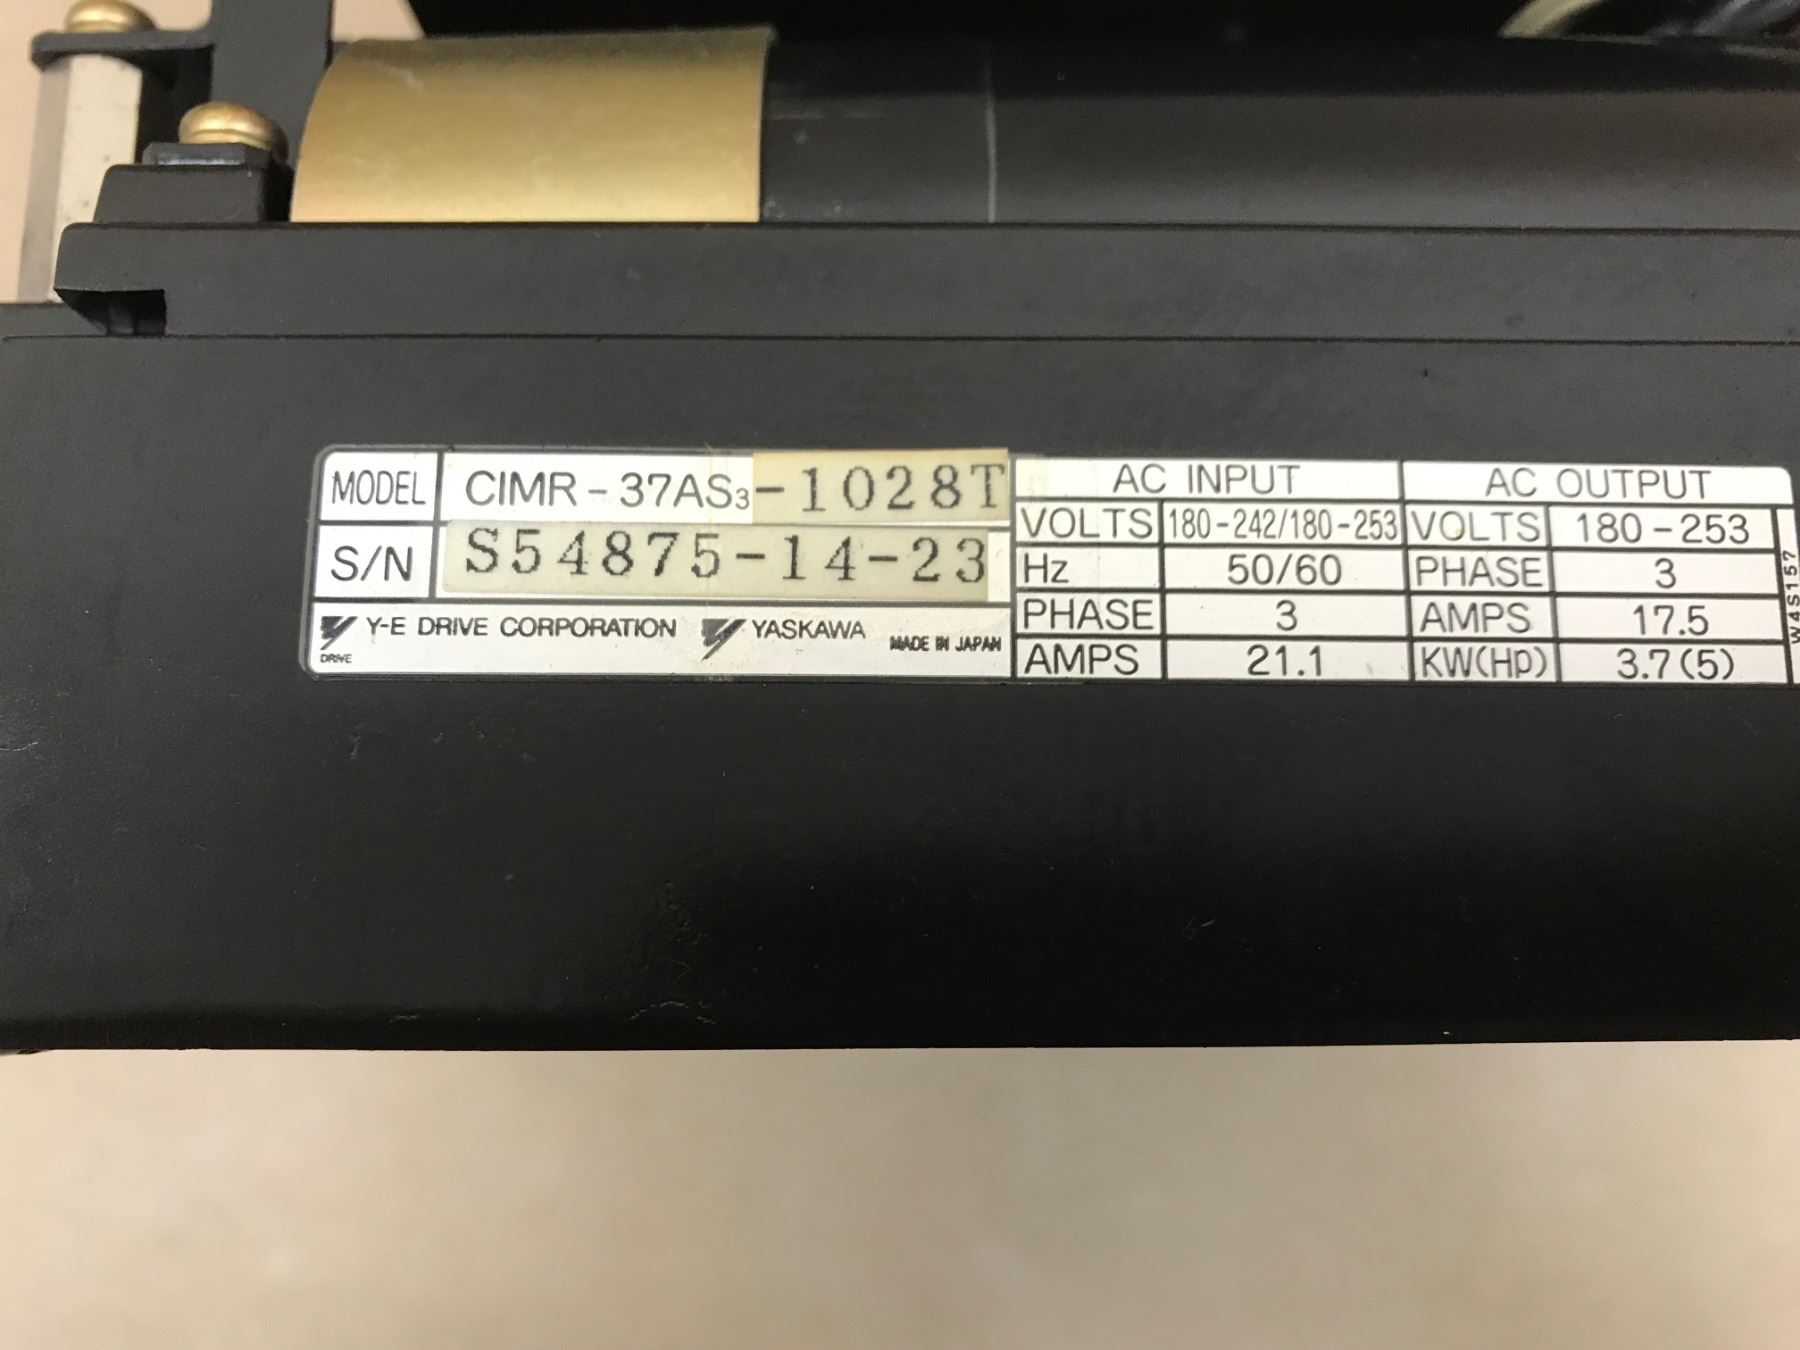 MODEL CIMR-37AS3-1028T
S/N S54875-14-23
DRIVE Y-E DRIVE CORPORATION YASKAWA MADE IN JAPAN
AC INPUT
VOLTS 180-242/180-253
Hz 50/60
PHASE 3
AMPS 21.1
AC OUTPUT
VOLTS 180-253
PHASE 3
AMPS 17.5
KW(HP) 3.7(5)
W4S157